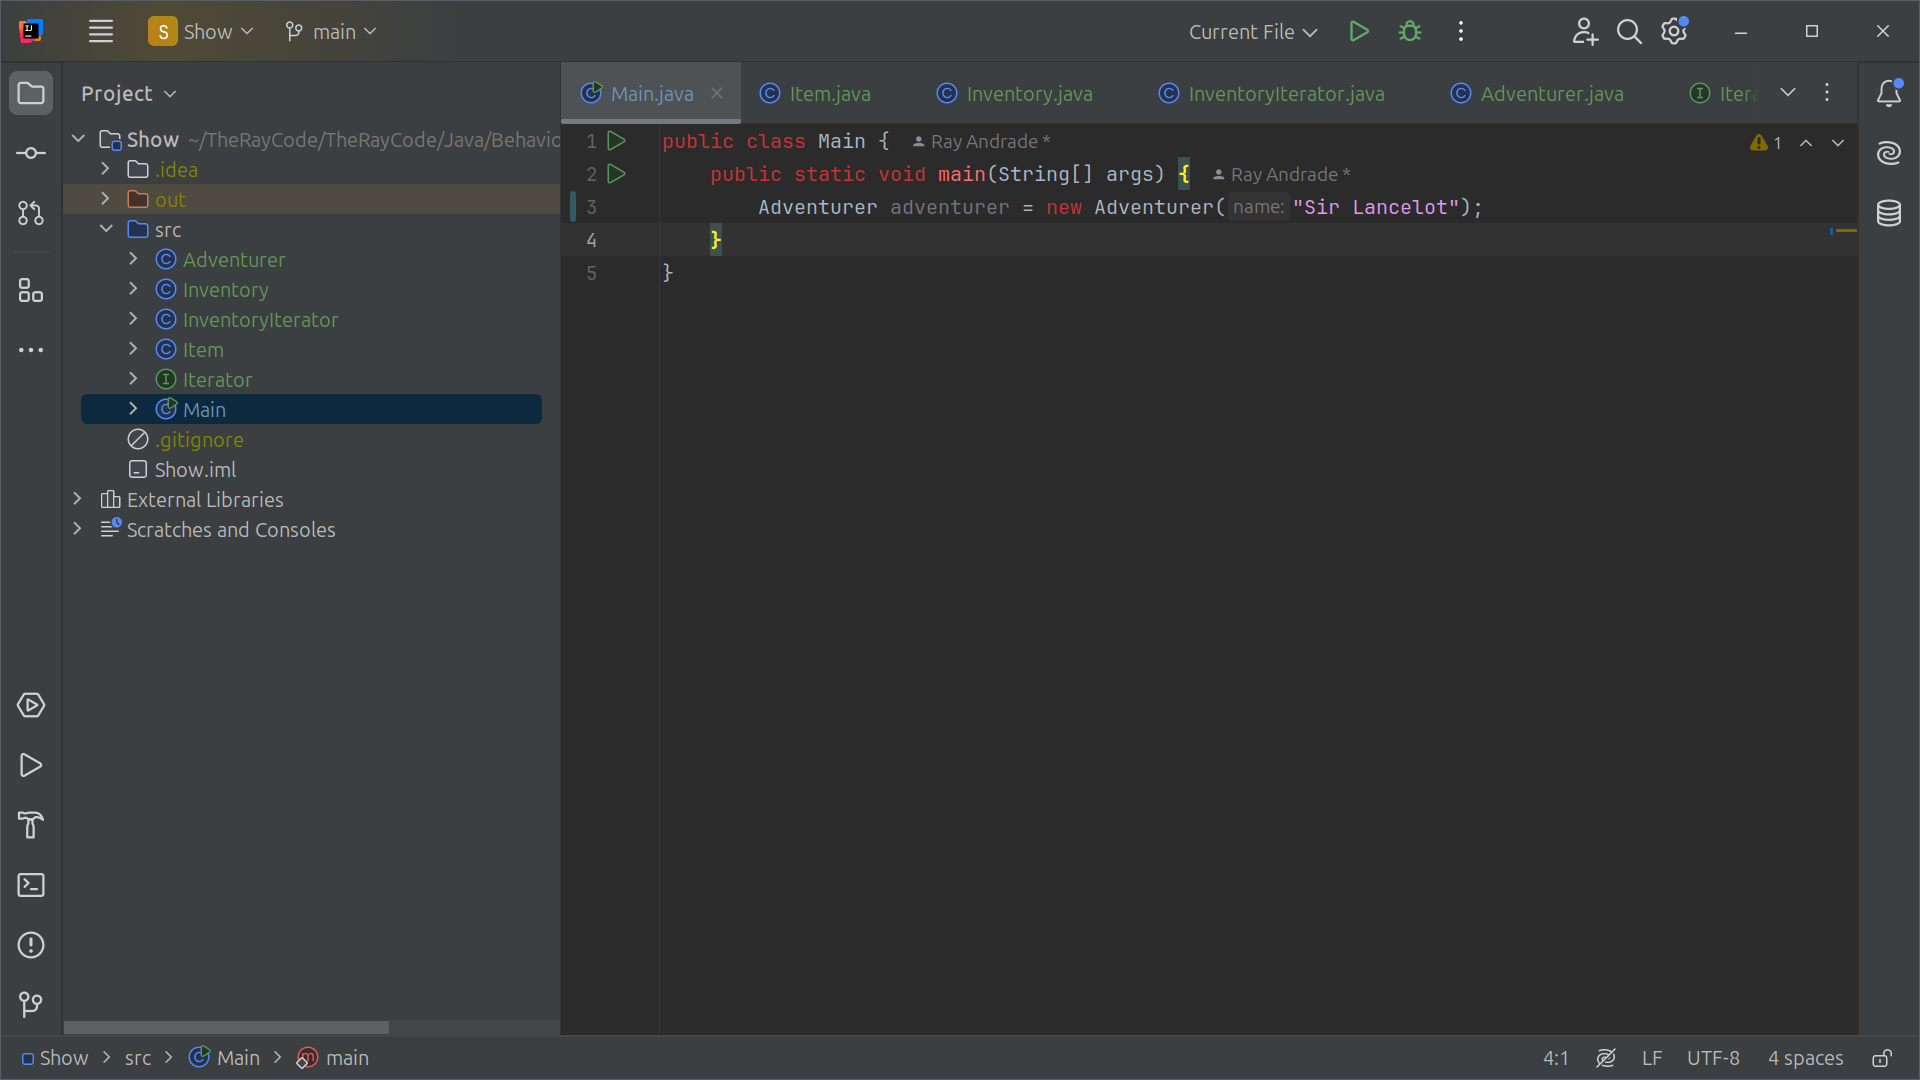 S Show main Current File
Project
Main.java Item.java Inventory.java InventoryIterator.java Adventurer.java Itera
Show ~/TheRayCode/TheRayCode/Java/Behavio
.idea
out
src
Adventurer
Inventory
InventoryIterator
Item
Iterator
Main
.gitignore
Show.iml
External Libraries
Scratches and Consoles
1 public class Main { Ray Andrade *
2 public static void main(String[] args) { Ray Andrade *
3 Adventurer adventurer = new Adventurer( name: "Sir Lancelot");
4 }
5 }
1
Show src Main main
4:1 LF UTF-8 4 spaces